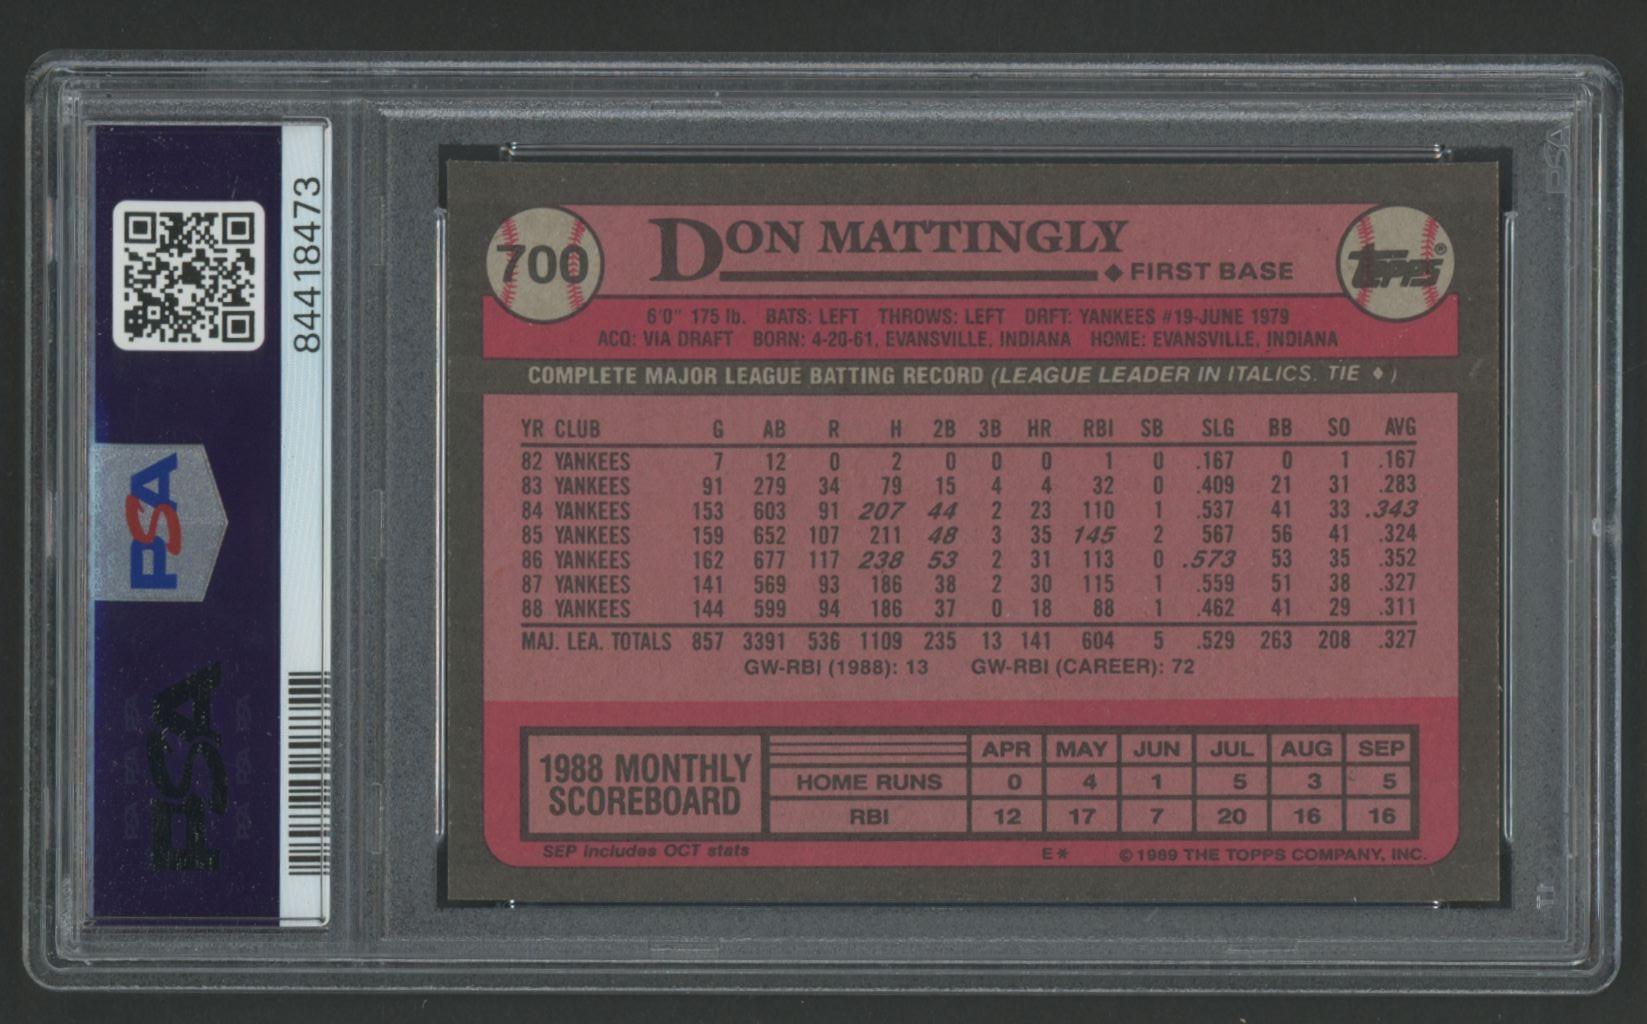 84418473
PSA
PSA
700
DON MATTINGLY
◆ FIRST BASE
Topps®
6'0" 175 lb. BATS: LEFT THROWS: LEFT DRFT: YANKEES #19-JUNE 1979
ACQ: VIA DRAFT BORN: 4-20-61, EVANSVILLE, INDIANA HOME: EVANSVILLE, INDIANA
COMPLETE MAJOR LEAGUE BATTING RECORD (LEAGUE LEADER IN ITALICS. TIE ◆)
YR CLUB G AB R H 2B 3B HR RBI SB SLG BB SO AVG
82 YANKEES 7 12 0 2 0 0 0 1 0 .167 0 1 .167
83 YANKEES 91 279 34 79 15 4 4 32 0 .409 21 31 .283
84 YANKEES 153 603 91 207 44 2 23 110 1 .537 41 33 .343
85 YANKEES 159 652 107 211 48 3 35 145 2 .567 56 41 .324
86 YANKEES 162 677 117 238 53 2 31 113 0 .573 53 35 .352
87 YANKEES 141 569 93 186 38 2 30 115 1 .559 51 38 .327
88 YANKEES 144 599 94 186 37 0 18 88 1 .462 41 29 .311
MAJ. LEA. TOTALS 857 3391 536 1109 235 13 141 604 5 .529 263 208 .327
GW-RBI (1988): 13 GW-RBI (CAREER): 72
1988 MONTHLY
SCOREBOARD
APR MAY JUN JUL AUG SEP
HOME RUNS 0 4 1 5 3 5
RBI 12 17 7 20 16 16
SEP includes OCT stats E* ©1989 THE TOPPS COMPANY, INC.
PSA